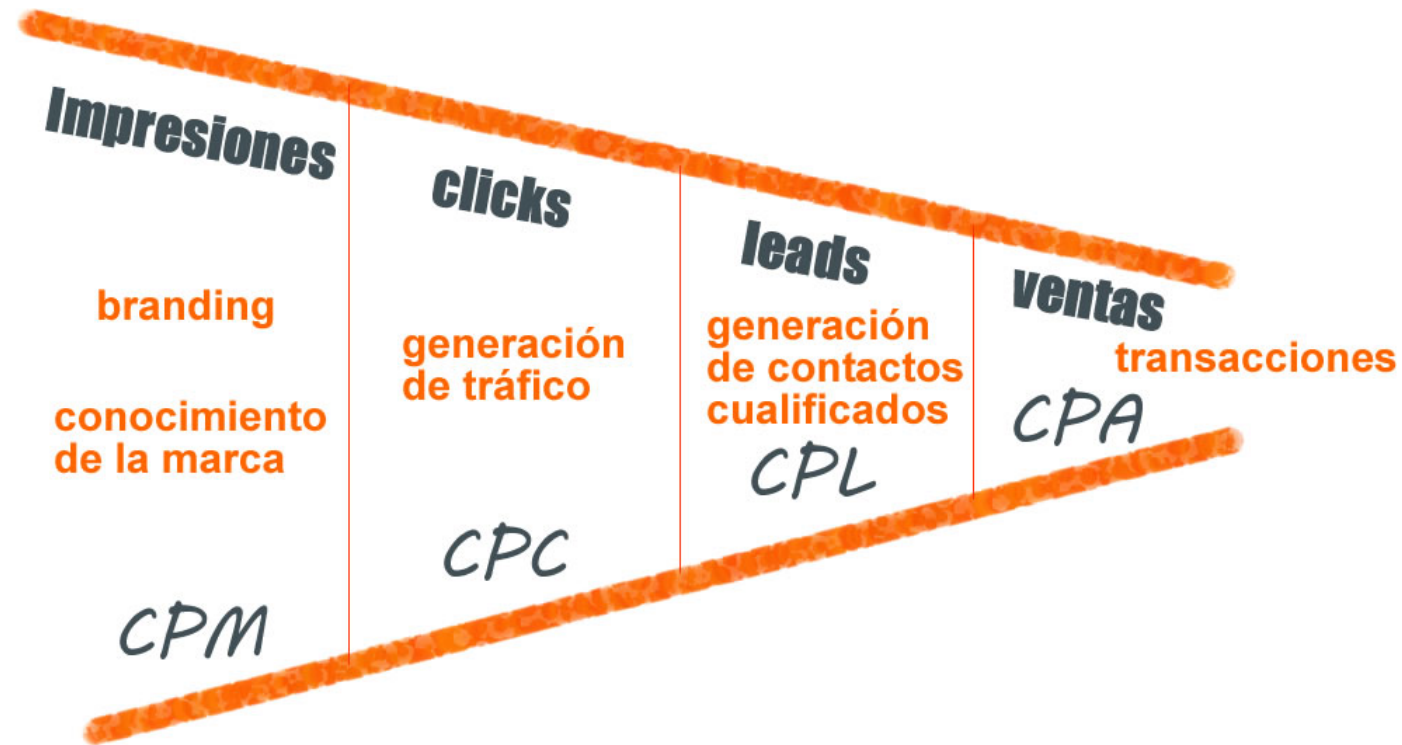 Impresiones
branding
conocimiento
de la marca
CPM
clicks
generación
de tráfico
CPC
leads
generación
de contactos
cualificados
CPL
ventas
transacciones
CPA